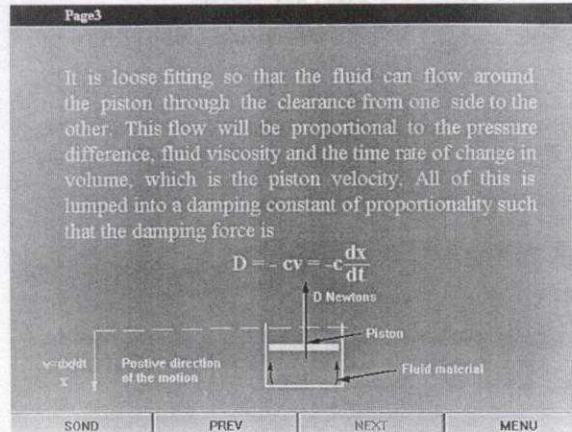 Page3
It is loose fitting so that the fluid can flow around
the piston through the clearance from one side to the
other. This flow will be proportional to the pressure
difference, fluid viscosity and the time rate of change in
volume, which is the piston velocity. All of this is
lumped into a damping constant of proportionality such
that the damping force is
D = - cv = -c dx/dt
D Newtons
Piston
v=dx/dt
x
Postive direction
of the motion
Fluid material
SOND PREV NEXT MENU